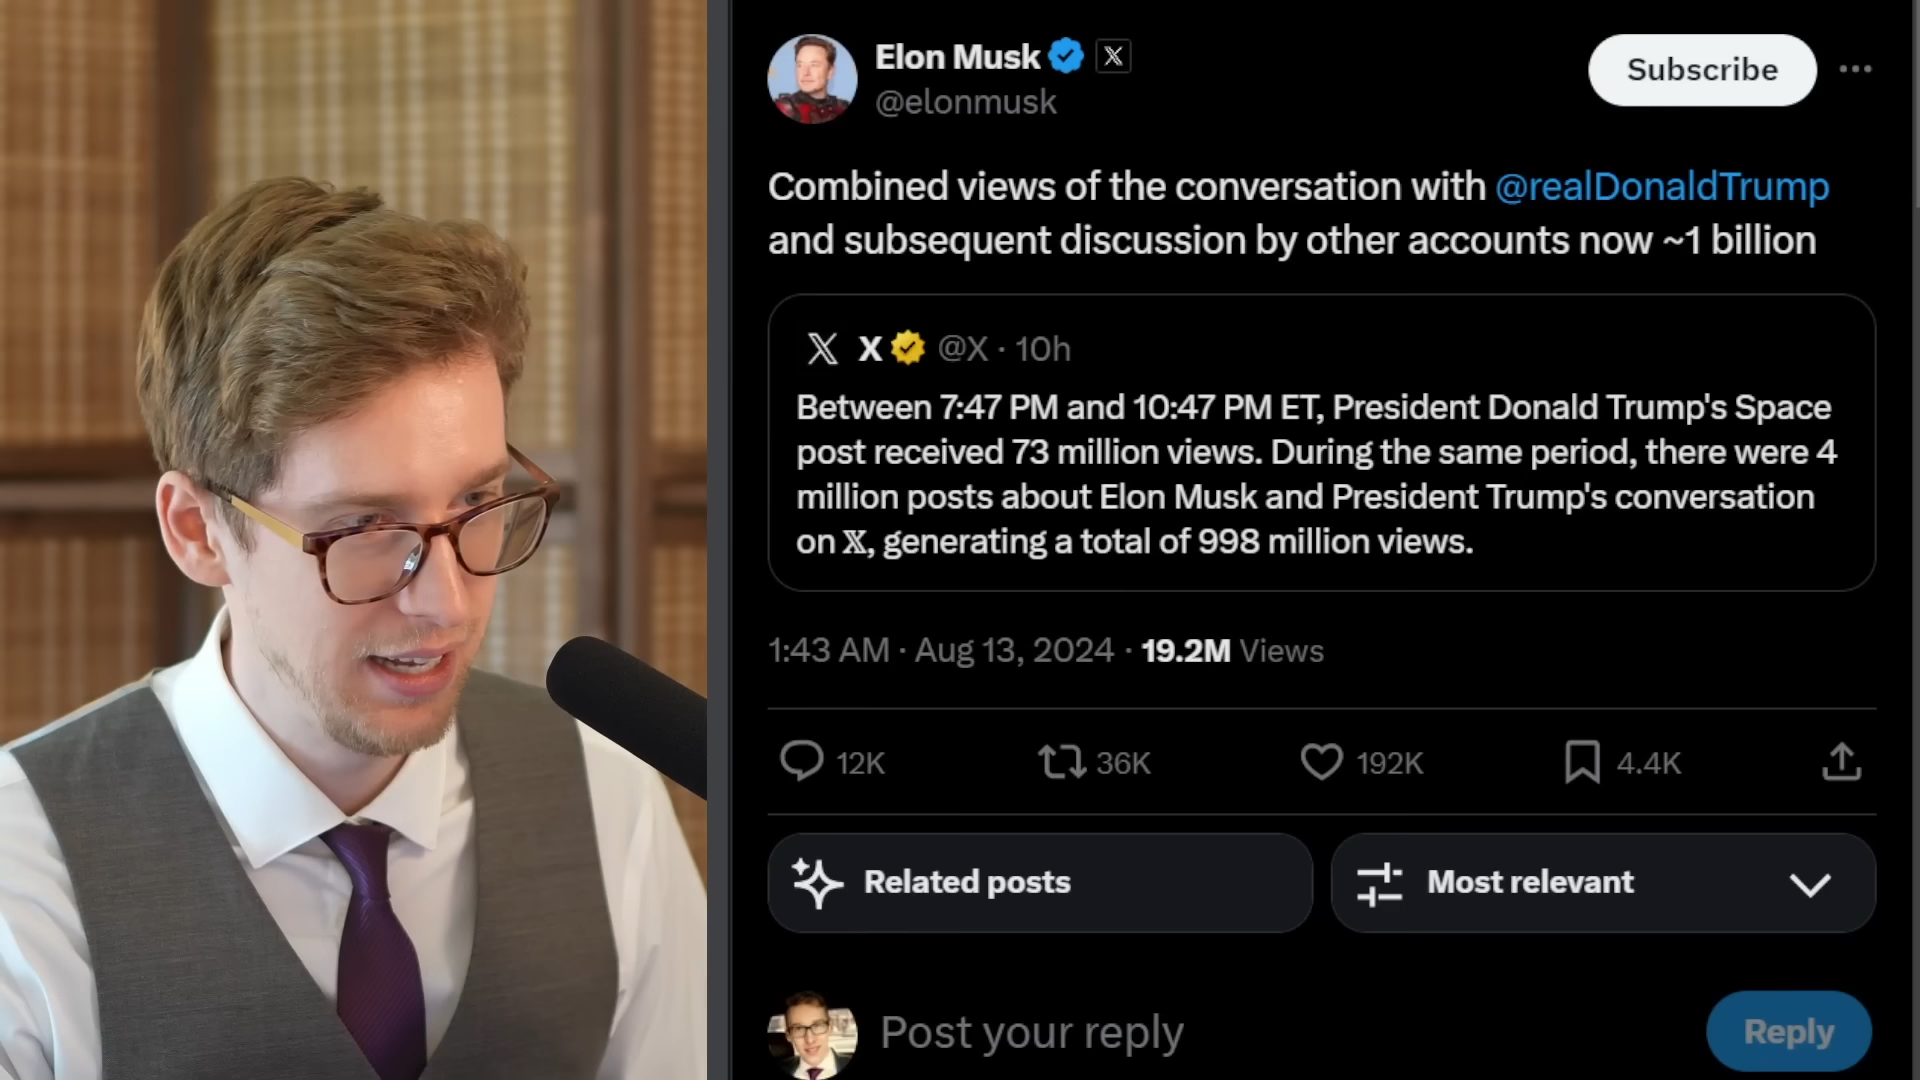 Elon Musk
@elonmusk
Subscribe
Combined views of the conversation with @realDonaldTrump
and subsequent discussion by other accounts now ~1 billion
X @X · 10h
Between 7:47 PM and 10:47 PM ET, President Donald Trump's Space
post received 73 million views. During the same period, there were 4
million posts about Elon Musk and President Trump's conversation
on 𝕏, generating a total of 998 million views.
1:43 AM · Aug 13, 2024 · 19.2M Views
12K 36K 192K 4.4K
Related posts Most relevant
Post your reply Reply